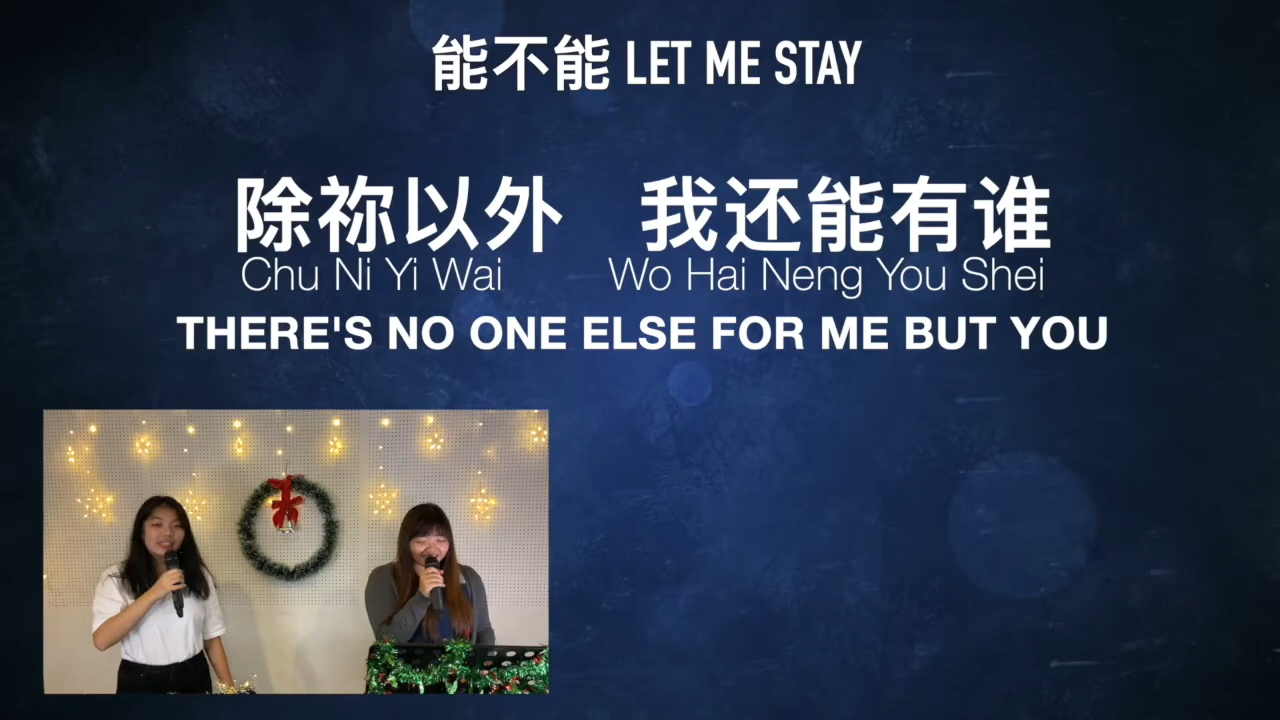 能不能 LET ME STAY
除祢以外 我还能有谁
Chu Ni Yi Wai Wo Hai Neng You Shei
THERE'S NO ONE ELSE FOR ME BUT YOU